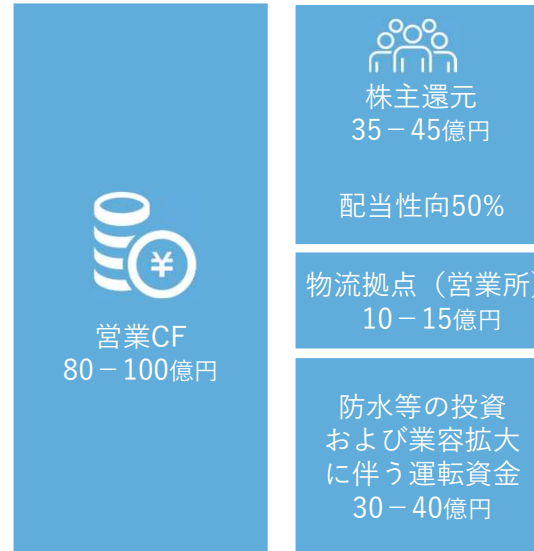 ¥
営業CF
80－100億円
株主還元
35－45億円
配当性向50%
物流拠点（営業所）
10－15億円
防水等の投資
および業容拡大
に伴う運転資金
30－40億円